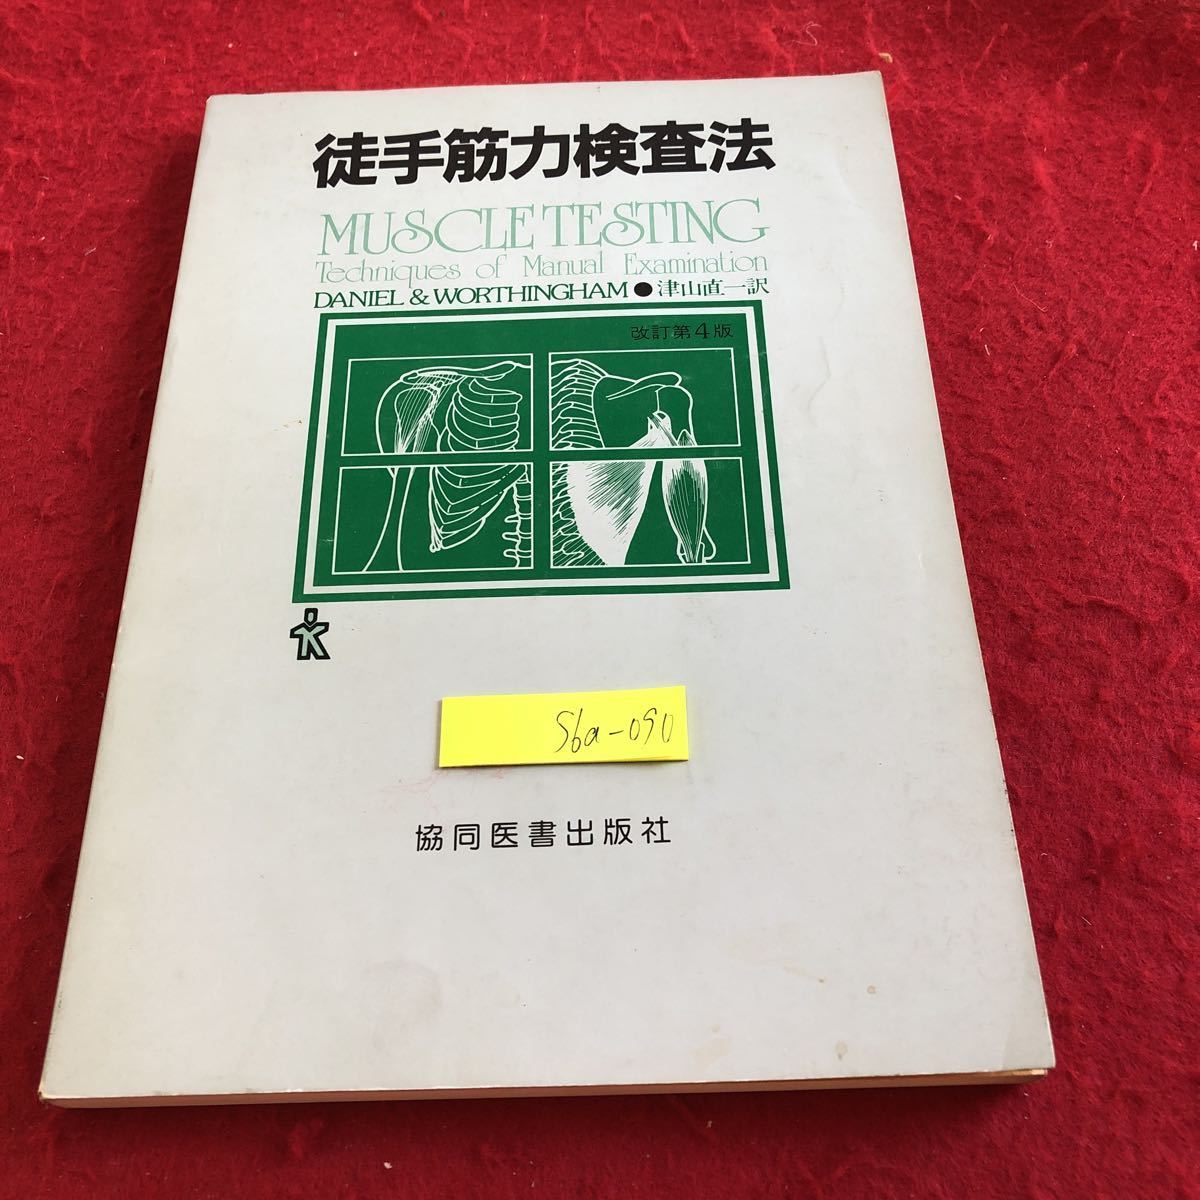 徒手筋力検査法
MUSCLE TESTING
Techniques of Manual Examination
DANIEL & WORTHINGHAM●津山直一訳
改訂第4版
S6a-090
協同医書出版社